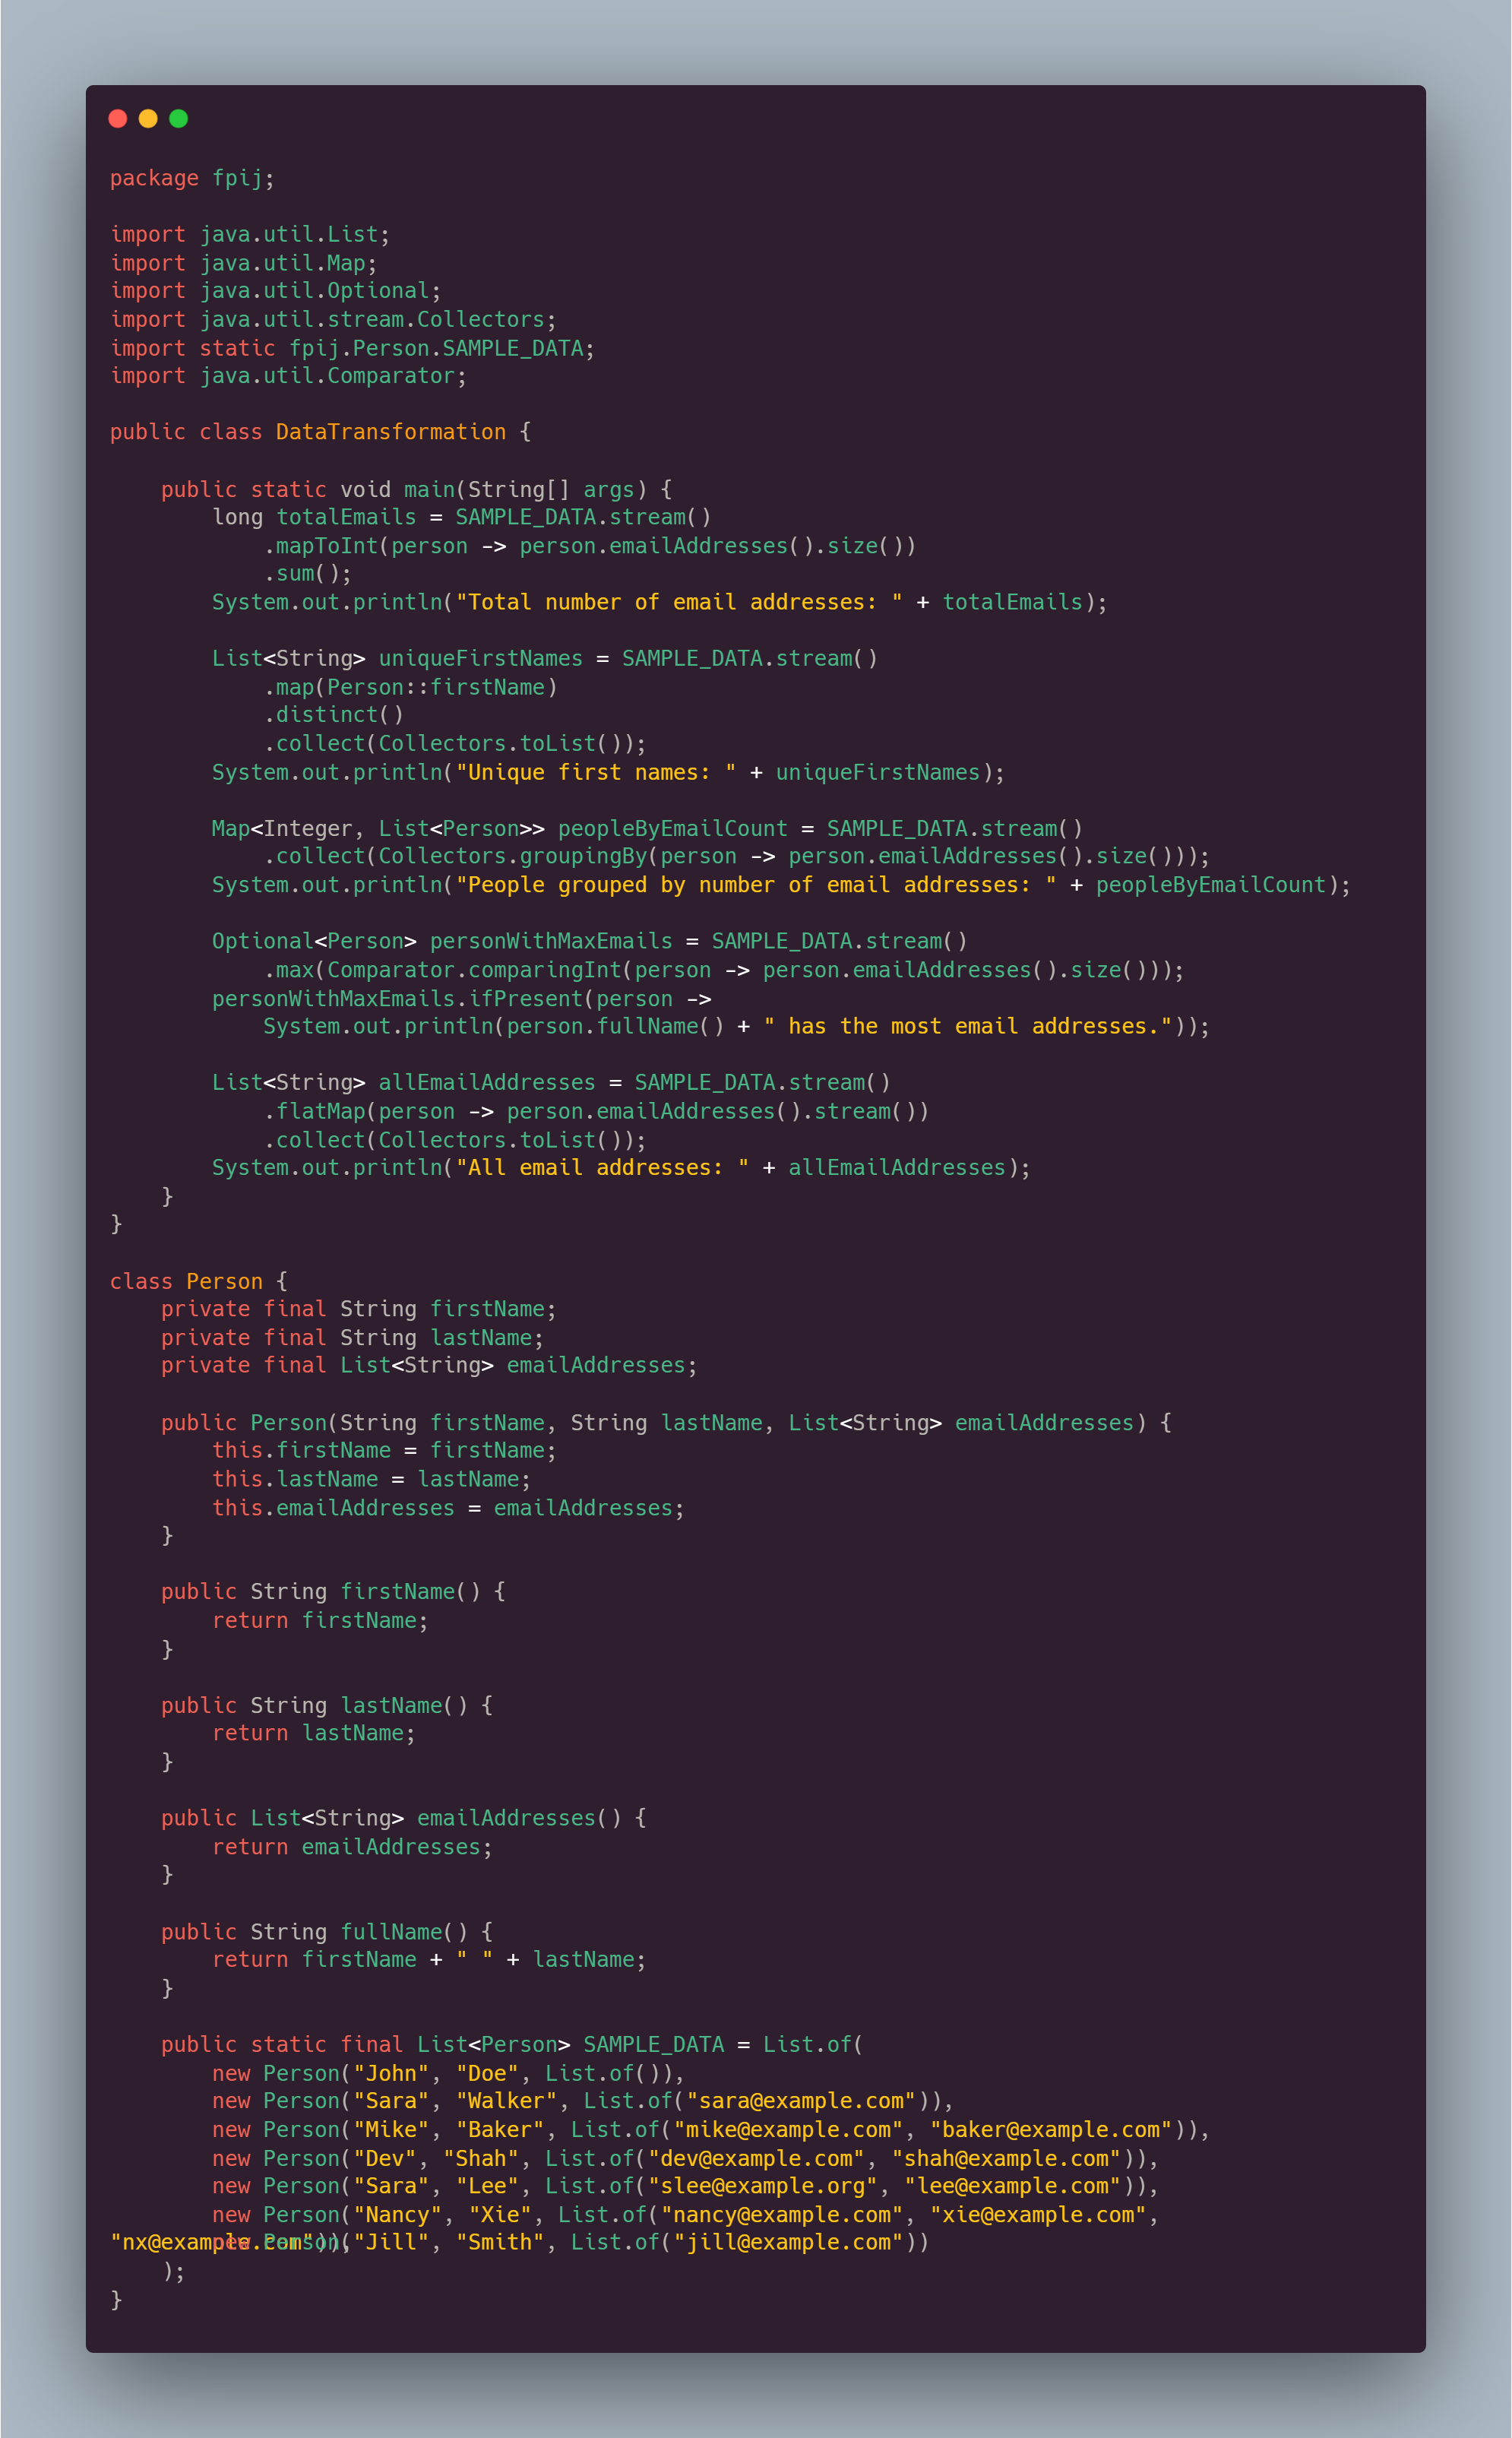 package fpij;

import java.util.List;
import java.util.Map;
import java.util.Optional;
import java.util.stream.Collectors;
import static fpij.Person.SAMPLE_DATA;
import java.util.Comparator;

public class DataTransformation {

    public static void main(String[] args) {
        long totalEmails = SAMPLE_DATA.stream()
            .mapToInt(person -> person.emailAddresses().size())
            .sum();
        System.out.println("Total number of email addresses: " + totalEmails);

        List<String> uniqueFirstNames = SAMPLE_DATA.stream()
            .map(Person::firstName)
            .distinct()
            .collect(Collectors.toList());
        System.out.println("Unique first names: " + uniqueFirstNames);

        Map<Integer, List<Person>> peopleByEmailCount = SAMPLE_DATA.stream()
            .collect(Collectors.groupingBy(person -> person.emailAddresses().size()));
        System.out.println("People grouped by number of email addresses: " + peopleByEmailCount);

        Optional<Person> personWithMaxEmails = SAMPLE_DATA.stream()
            .max(Comparator.comparingInt(person -> person.emailAddresses().size()));
        personWithMaxEmails.ifPresent(person ->
            System.out.println(person.fullName() + " has the most email addresses."));

        List<String> allEmailAddresses = SAMPLE_DATA.stream()
            .flatMap(person -> person.emailAddresses().stream())
            .collect(Collectors.toList());
        System.out.println("All email addresses: " + allEmailAddresses);
    }
}

class Person {
    private final String firstName;
    private final String lastName;
    private final List<String> emailAddresses;

    public Person(String firstName, String lastName, List<String> emailAddresses) {
        this.firstName = firstName;
        this.lastName = lastName;
        this.emailAddresses = emailAddresses;
    }

    public String firstName() {
        return firstName;
    }

    public String lastName() {
        return lastName;
    }

    public List<String> emailAddresses() {
        return emailAddresses;
    }

    public String fullName() {
        return firstName + " " + lastName;
    }

    public static final List<Person> SAMPLE_DATA = List.of(
        new Person("John", "Doe", List.of()),
        new Person("Sara", "Walker", List.of("sara@example.com")),
        new Person("Mike", "Baker", List.of("mike@example.com", "baker@example.com")),
        new Person("Dev", "Shah", List.of("dev@example.com", "shah@example.com")),
        new Person("Sara", "Lee", List.of("slee@example.org", "lee@example.com")),
        new Person("Nancy", "Xie", List.of("nancy@example.com", "xie@example.com",
"nx@example.com")),
        new Person("Jill", "Smith", List.of("jill@example.com"))
    );
}